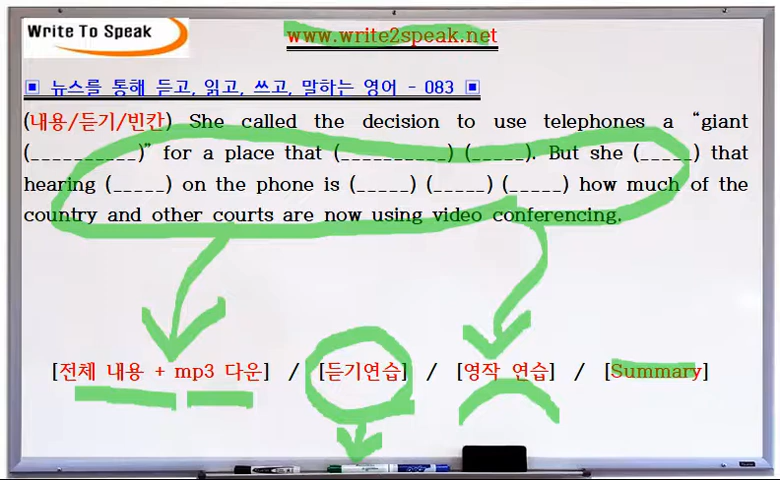 Write To Speak
www.write2speak.net
▣ 뉴스를 통해 듣고, 읽고, 쓰고, 말하는 영어 - 083 ▣
(내용/듣기/빈칸) She called the decision to use telephones a “giant
(__________)” for a place that (__________) (_____). But she (_____) that
hearing (_____) on the phone is (_____) (_____) (_____) how much of the
country and other courts are now using video conferencing.
[전체 내용 + mp3 다운] / [듣기연습] / [영작 연습] / [Summary]